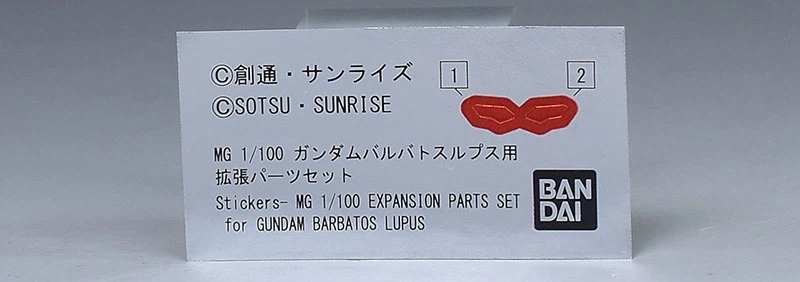 ©創通・サンライズ
©SOTSU・SUNRISE
1
2
MG 1/100 ガンダムバルバトスルプス用
拡張パーツセット
Stickers- MG 1/100 EXPANSION PARTS SET
for GUNDAM BARBATOS LUPUS
BAN
DAI